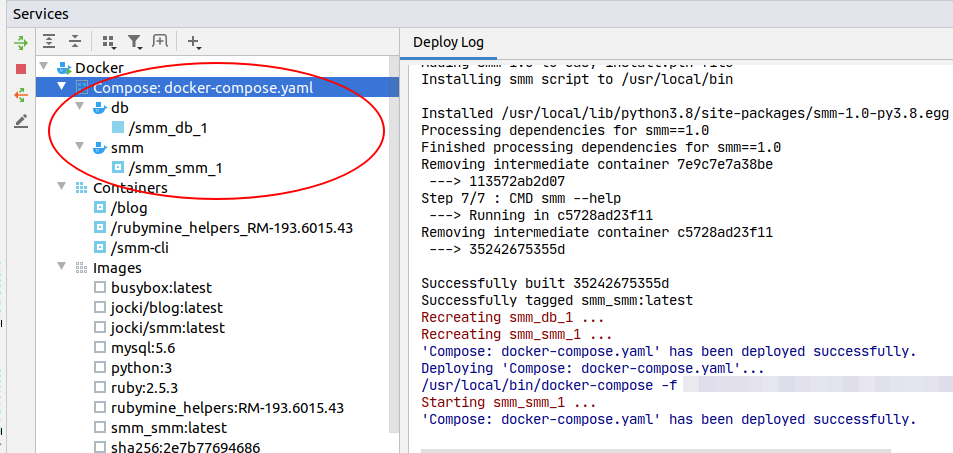 Services
Docker
Compose: docker-compose.yaml
db
/smm_db_1
smm
/smm_smm_1
Containers
/blog
/rubymine_helpers_RM-193.6015.43
/smm-cli
Images
busybox:latest
jocki/blog:latest
jocki/smm:latest
mysql:5.6
python:3
ruby:2.5.3
rubymine_helpers:RM-193.6015.43
smm_smm:latest
sha256:2e7b77694686
Deploy Log
Installing smm script to /usr/local/bin
Installed /usr/local/lib/python3.8/site-packages/smm-1.0-py3.8.egg
Processing dependencies for smm==1.0
Finished processing dependencies for smm==1.0
Removing intermediate container 7e9c7e7a38be
---> 113572ab2d07
Step 7/7 : CMD smm --help
---> Running in c5728ad23f11
Removing intermediate container c5728ad23f11
---> 35242675355d
Successfully built 35242675355d
Successfully tagged smm_smm:latest
Recreating smm_db_1 ...
Recreating smm_smm_1 ...
'Compose: docker-compose.yaml' has been deployed successfully.
Deploying 'Compose: docker-compose.yaml'...
/usr/local/bin/docker-compose -f
Starting smm_smm_1 ...
'Compose: docker-compose.yaml' has been deployed successfully.